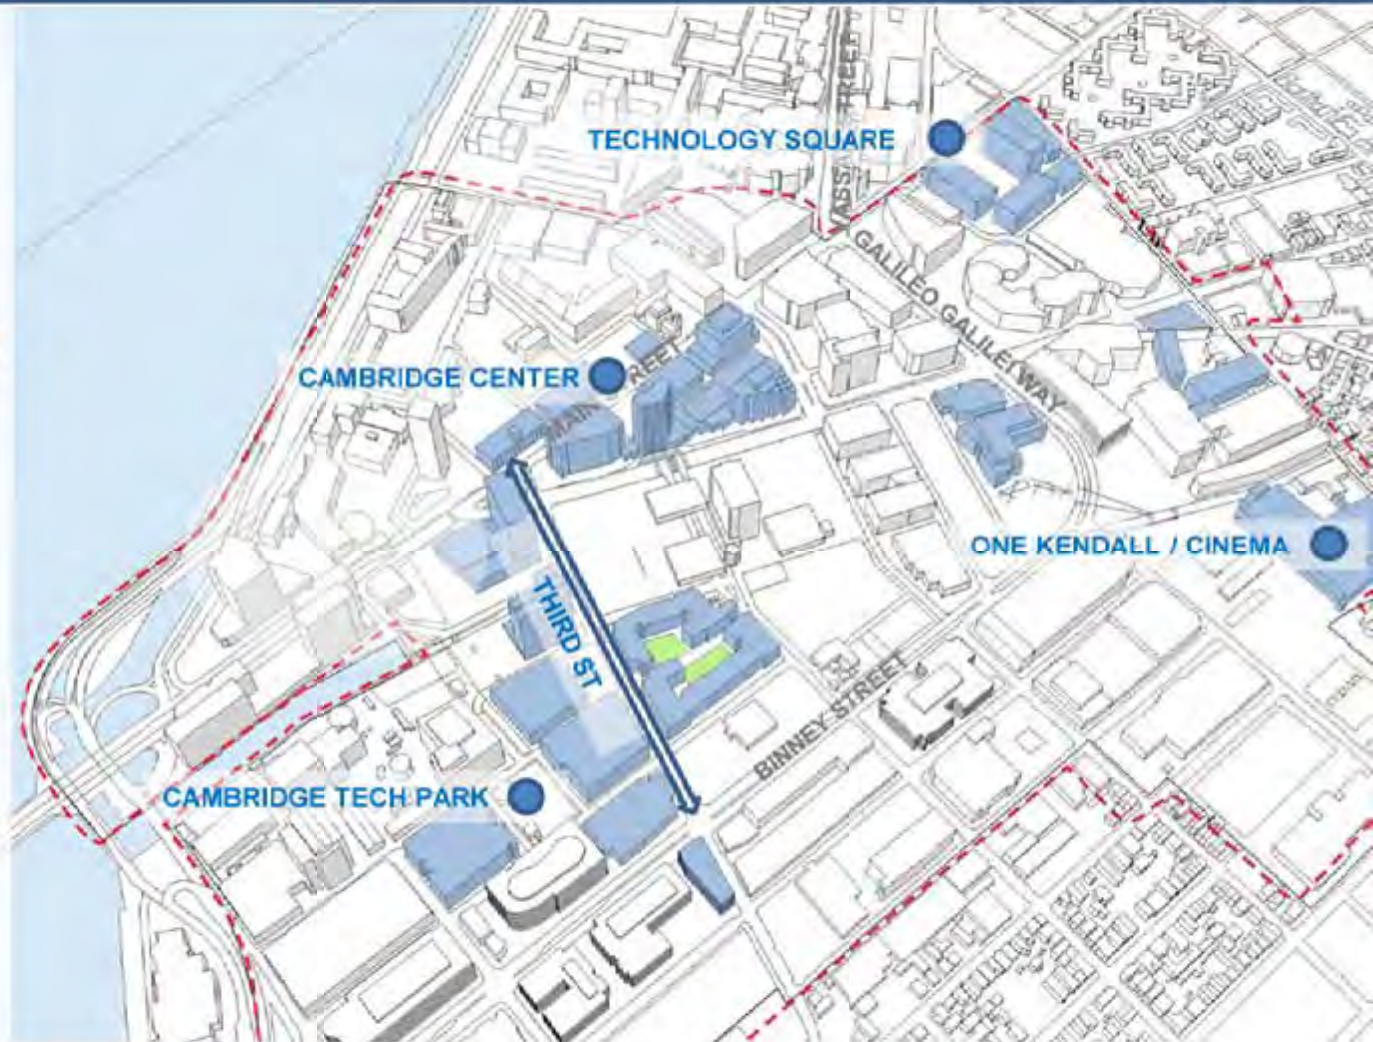 TECHNOLOGY SQUARE
GALILEO GALILEI WAY
CAMBRIDGE CENTER
ONE KENDALL / CINEMA
THIRD ST
BINNEY STREET
CAMBRIDGE TECH PARK